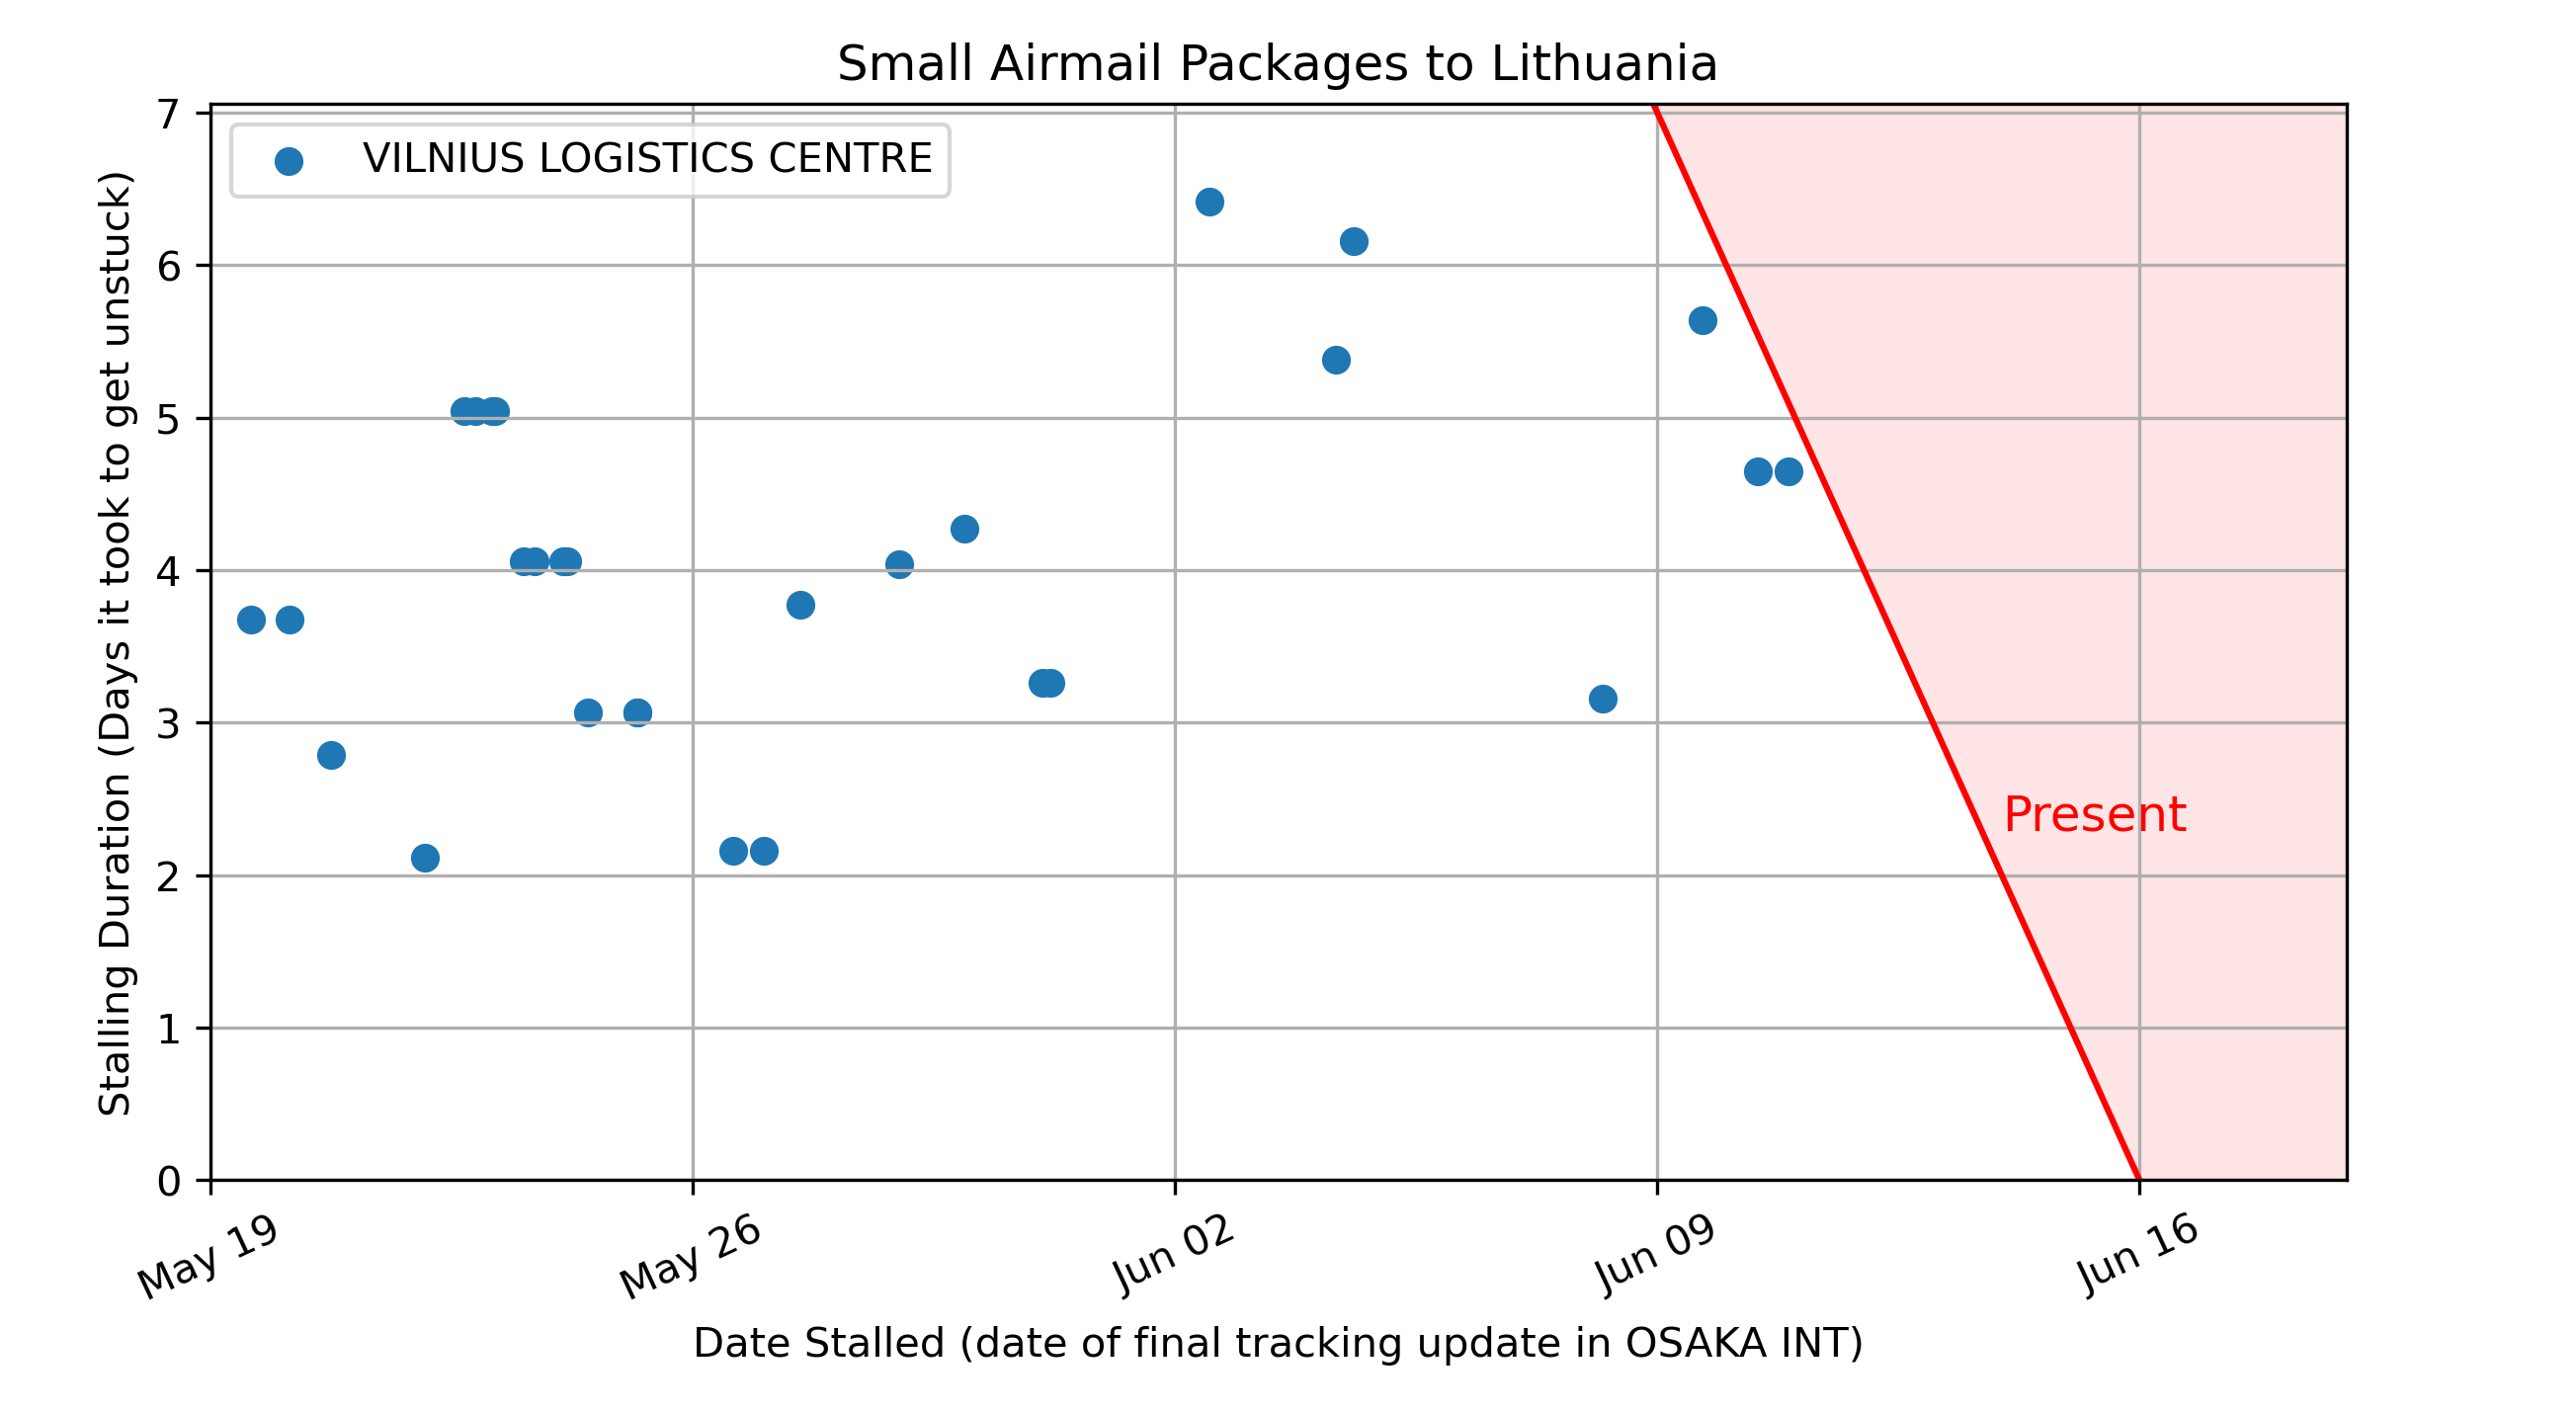 Small Airmail Packages to Lithuania
VILNIUS LOGISTICS CENTRE
Stalling Duration (Days it took to get unstuck)
7
6
5
4
3
2
1
0
Present
May 19
May 26
Jun 02
Jun 09
Jun 16
Date Stalled (date of final tracking update in OSAKA INT)